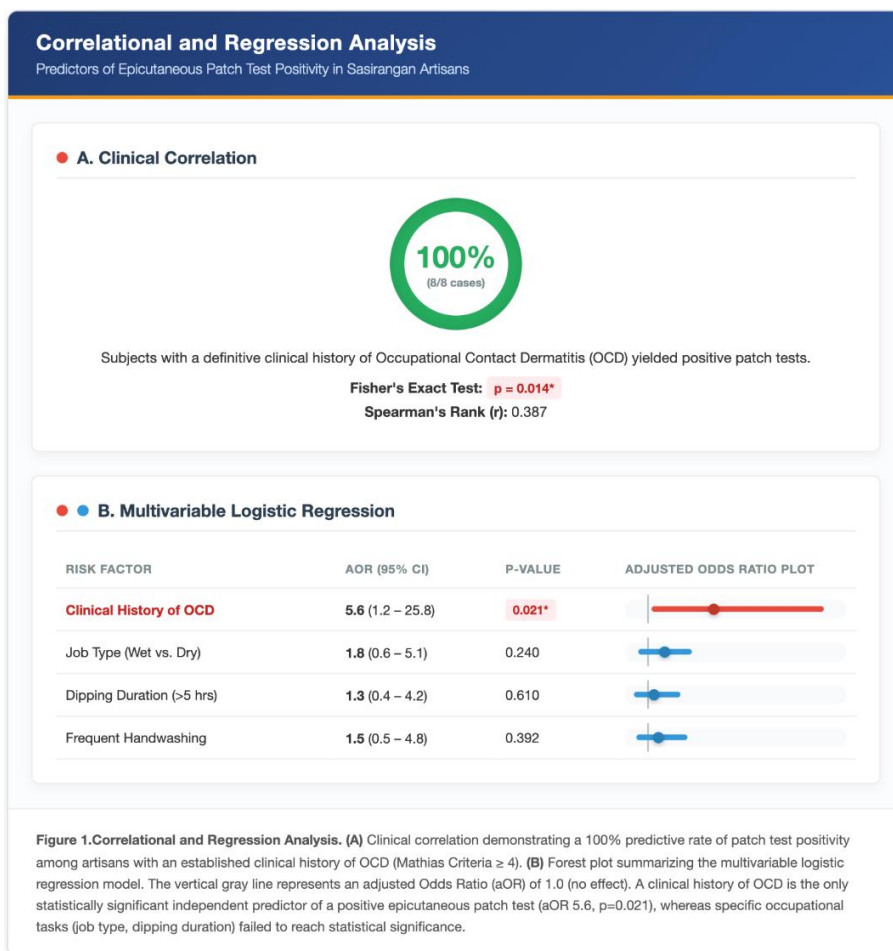 Correlational and Regression Analysis
Predictors of Epicutaneous Patch Test Positivity in Sasirangan Artisans
A. Clinical Correlation
100%
(8/8 cases)
Subjects with a definitive clinical history of Occupational Contact Dermatitis (OCD) yielded positive patch tests.
Fisher's Exact Test: p = 0.014*
Spearman's Rank (r): 0.387
B. Multivariable Logistic Regression
RISK FACTOR AOR (95% CI) P-VALUE ADJUSTED ODDS RATIO PLOT
Clinical History of OCD 5.6 (1.2 – 25.8) 0.021*
Job Type (Wet vs. Dry) 1.8 (0.6 – 5.1) 0.240
Dipping Duration (>5 hrs) 1.3 (0.4 – 4.2) 0.610
Frequent Handwashing 1.5 (0.5 – 4.8) 0.392
Figure 1.Correlational and Regression Analysis. (A) Clinical correlation demonstrating a 100% predictive rate of patch test positivity
among artisans with an established clinical history of OCD (Mathias Criteria ≥ 4). (B) Forest plot summarizing the multivariable logistic
regression model. The vertical gray line represents an adjusted Odds Ratio (aOR) of 1.0 (no effect). A clinical history of OCD is the only
statistically significant independent predictor of a positive epicutaneous patch test (aOR 5.6, p=0.021), whereas specific occupational
tasks (job type, dipping duration) failed to reach statistical significance.